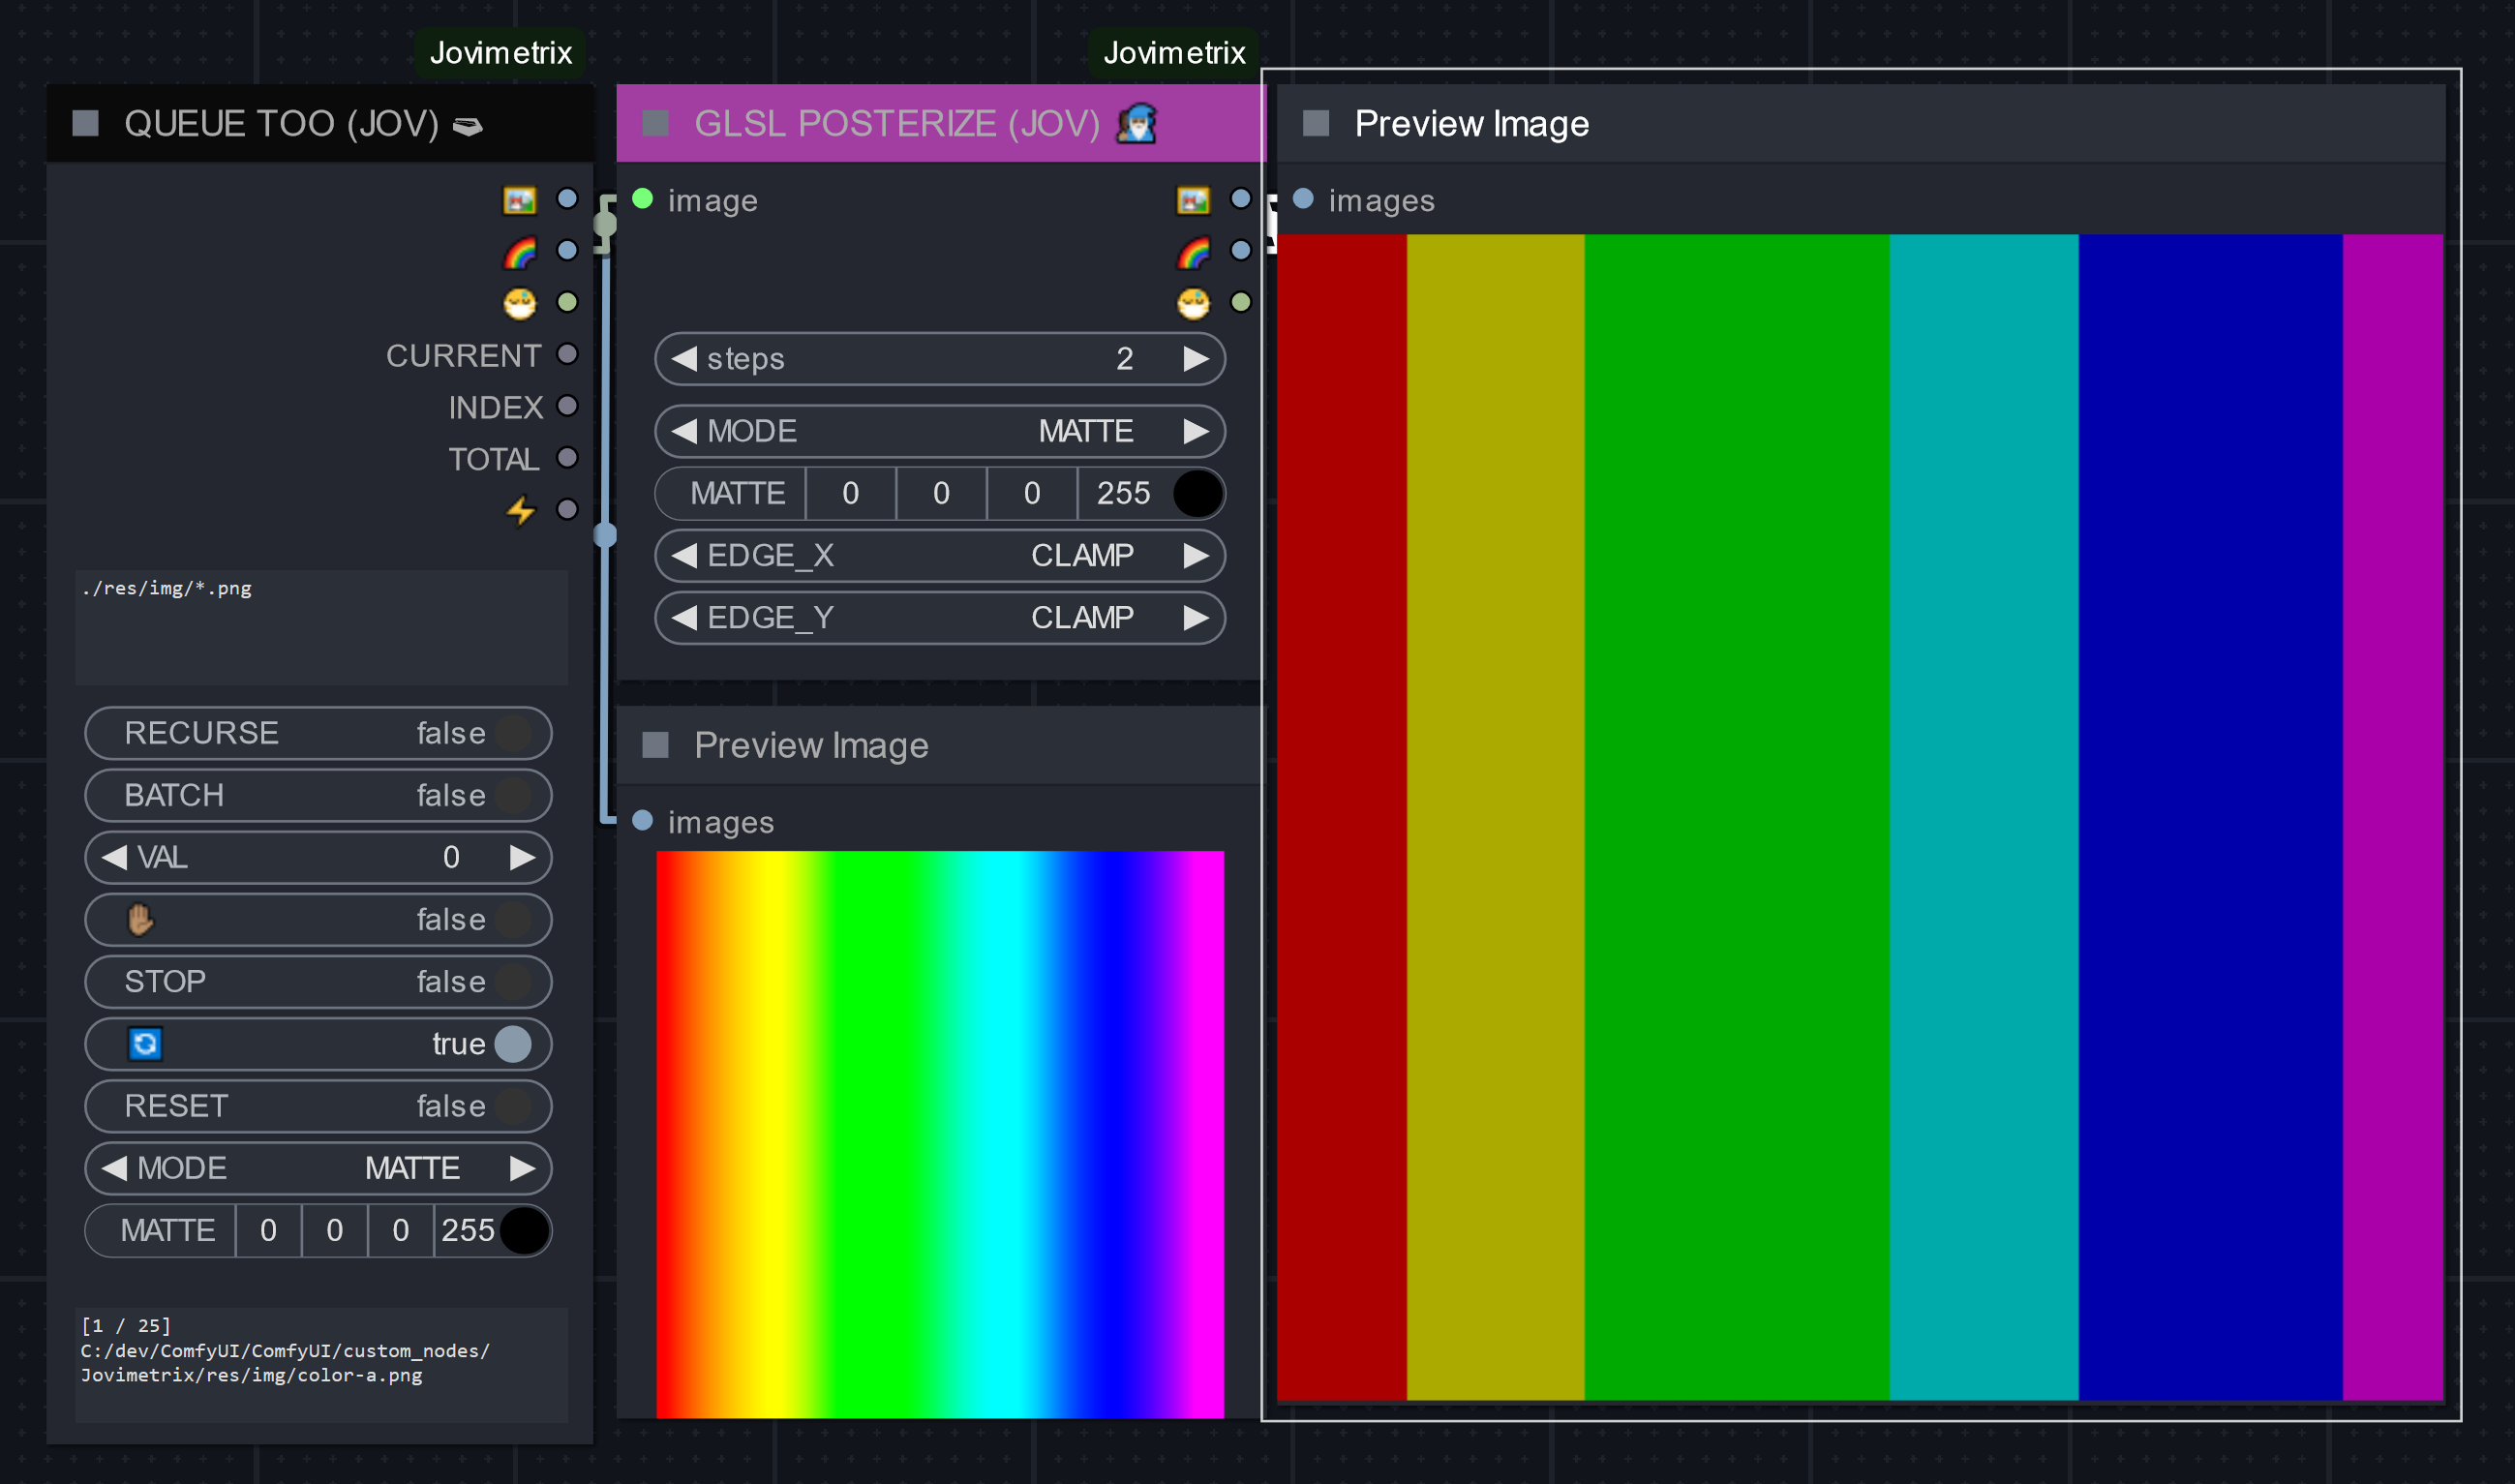 Jovimetrix
QUEUE TOO (JOV)
CURRENT
INDEX
TOTAL
./res/img/*.png
RECURSE false
BATCH false
VAL 0
false
STOP false
true
RESET false
MODE MATTE
MATTE 0 0 0 255
[1 / 25]
C:/dev/ComfyUI/ComfyUI/custom_nodes/
Jovimetrix/res/img/color-a.png
Jovimetrix
GLSL POSTERIZE (JOV)
image
steps 2
MODE MATTE
MATTE 0 0 0 255
EDGE_X CLAMP
EDGE_Y CLAMP
Preview Image
images
Preview Image
images